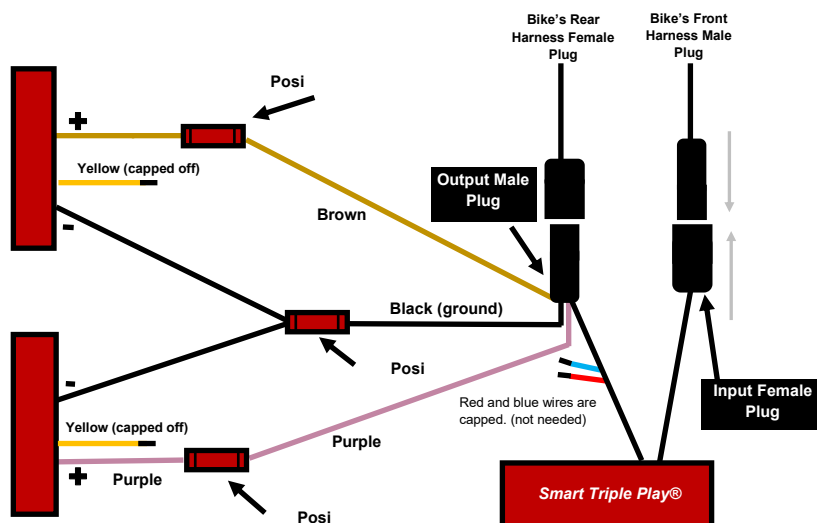 Bike's Rear
Harness Female
Plug
Bike's Front
Harness Male
Plug
Posi
+
Yellow (capped off)
-
Brown
Output Male
Plug
Black (ground)
Posi
-
Yellow (capped off)
+
Purple
Purple
Posi
Red and blue wires are
capped. (not needed)
Input Female
Plug
Smart Triple Play®